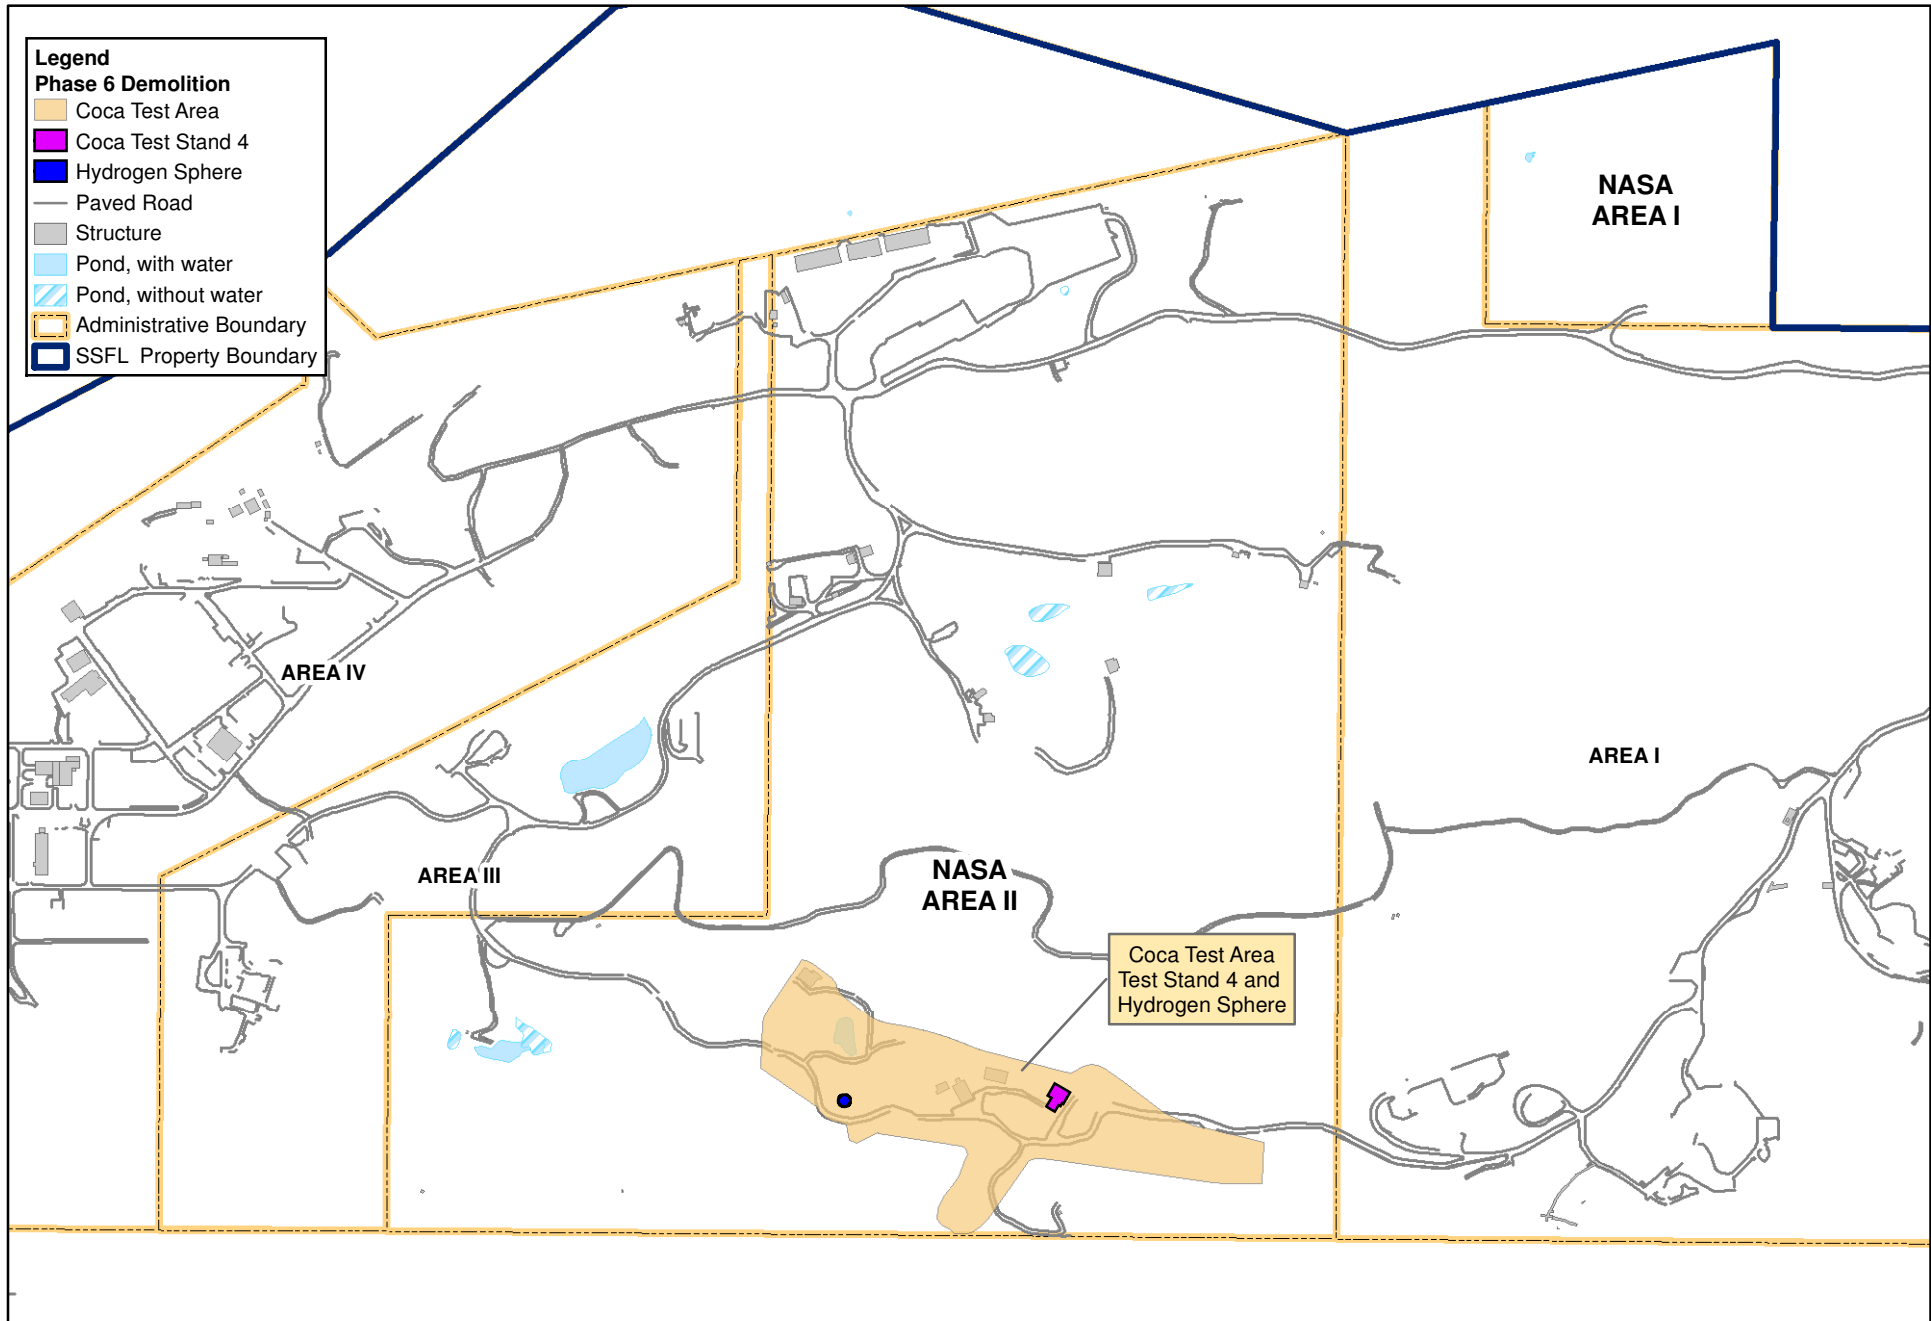 Legend
Phase 6 Demolition
Coca Test Area
Coca Test Stand 4
Hydrogen Sphere
Paved Road
Structure
Pond, with water
Pond, without water
Administrative Boundary
SSFL Property Boundary
NASA
AREA I
AREA IV
AREA I
AREA III
NASA
AREA II
Coca Test Area
Test Stand 4 and
Hydrogen Sphere